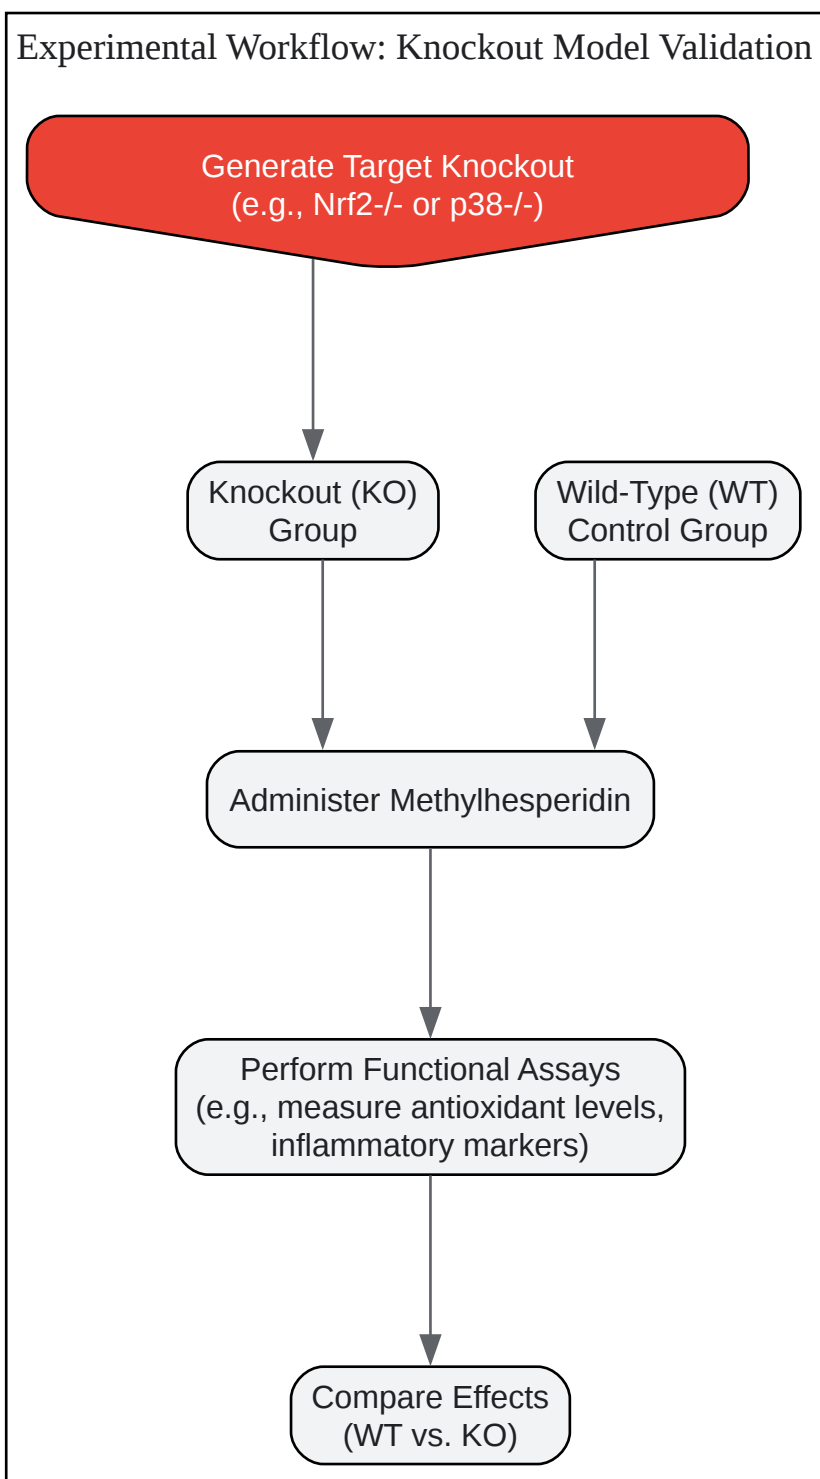 Experimental Workflow: Knockout Model Validation
Generate Target Knockout
(e.g., Nrf2-/- or p38-/-)
Knockout (KO)
Group
Wild-Type (WT)
Control Group
Administer Methylhesperidin
Perform Functional Assays
(e.g., measure antioxidant levels,
inflammatory markers)
Compare Effects
(WT vs. KO)